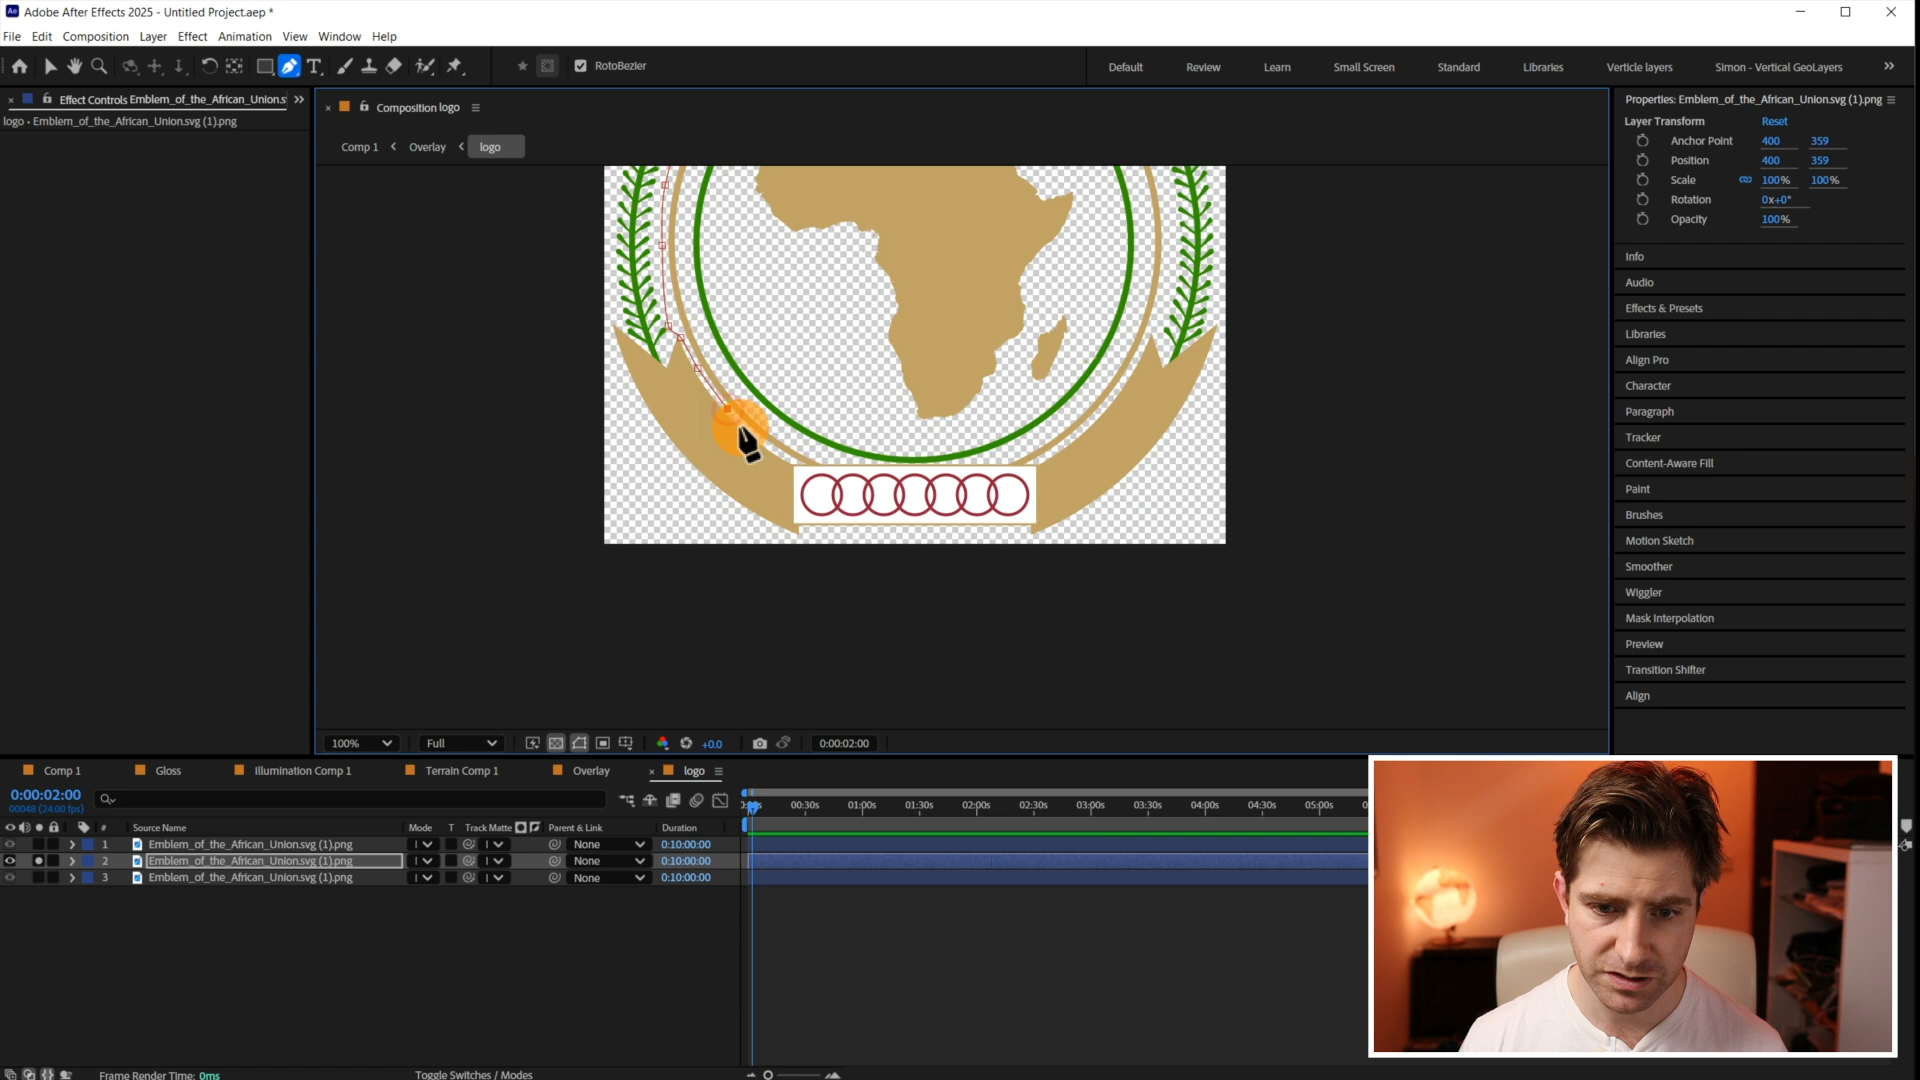 Adobe After Effects 2025 - Untitled Project.aep *
File Edit Composition Layer Effect Animation View Window Help
RotoBezier
Default Review Learn Small Screen Standard Libraries Verticle layers Simon - Vertical GeoLayers
Effect Controls Emblem_of_the_African_Union.s
logo • Emblem_of_the_African_Union.svg (1).png
Composition logo
Comp 1 Overlay logo
Properties: Emblem_of_the_African_Union.svg (1).png
Layer Transform Reset
Anchor Point 400 359
Position 400 359
Scale 100% 100%
Rotation 0x+0°
Opacity 100%
Info
Audio
Effects & Presets
Libraries
Align Pro
Character
Paragraph
Tracker
Content-Aware Fill
Paint
Brushes
Motion Sketch
Smoother
Wiggler
Mask Interpolation
Preview
Transition Shifter
Align
100% Full +0.0 0:00:02:00
Comp 1 Gloss Illumination Comp 1 Terrain Comp 1 Overlay logo
0:00:02:00
00048 (24.00 fps)
00:30s 01:00s 01:30s 02:00s 02:30s 03:00s 03:30s 04:00s 04:30s 05:00s
# Source Name Mode T Track Matte Parent & Link Duration
1 Emblem_of_the_African_Union.svg (1).png None 0:10:00:00
2 Emblem_of_the_African_Union.svg (1).png None 0:10:00:00
3 Emblem_of_the_African_Union.svg (1).png None 0:10:00:00
Frame Render Time: 0ms Toggle Switches / Modes